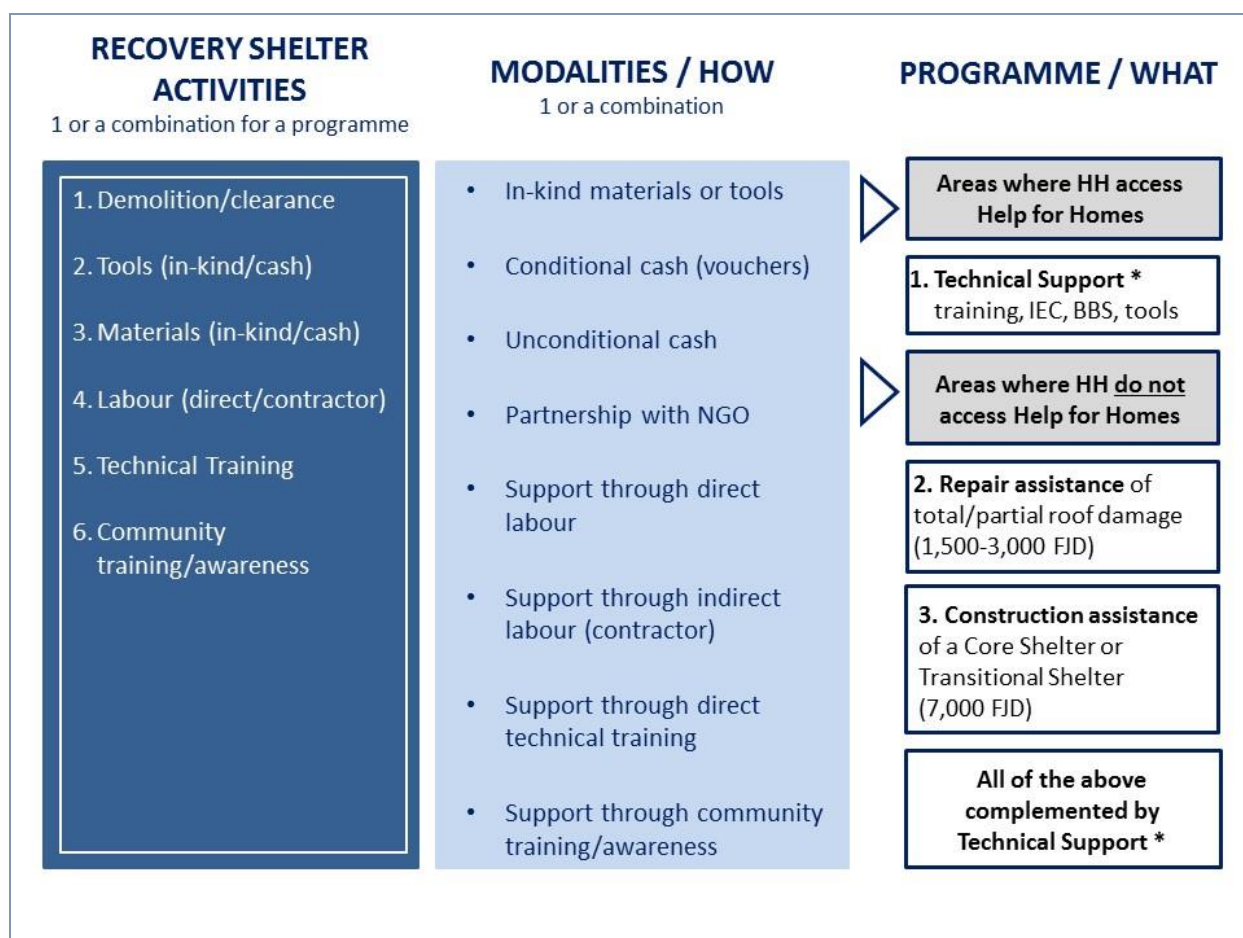 RECOVERY SHELTER
ACTIVITIES
1 or a combination for a programme
1. Demolition/clearance
2. Tools (in-kind/cash)
3. Materials (in-kind/cash)
4. Labour (direct/contractor)
5. Technical Training
6. Community
training/awareness
MODALITIES / HOW
1 or a combination
• In-kind materials or tools
• Conditional cash (vouchers)
• Unconditional cash
• Partnership with NGO
• Support through direct
labour
• Support through indirect
labour (contractor)
• Support through direct
technical training
• Support through community
training/awareness
PROGRAMME / WHAT
Areas where HH access
Help for Homes
1. Technical Support *
training, IEC, BBS, tools
Areas where HH do not
access Help for Homes
2. Repair assistance of
total/partial roof damage
(1,500-3,000 FJD)
3. Construction assistance
of a Core Shelter or
Transitional Shelter
(7,000 FJD)
All of the above
complemented by
Technical Support *